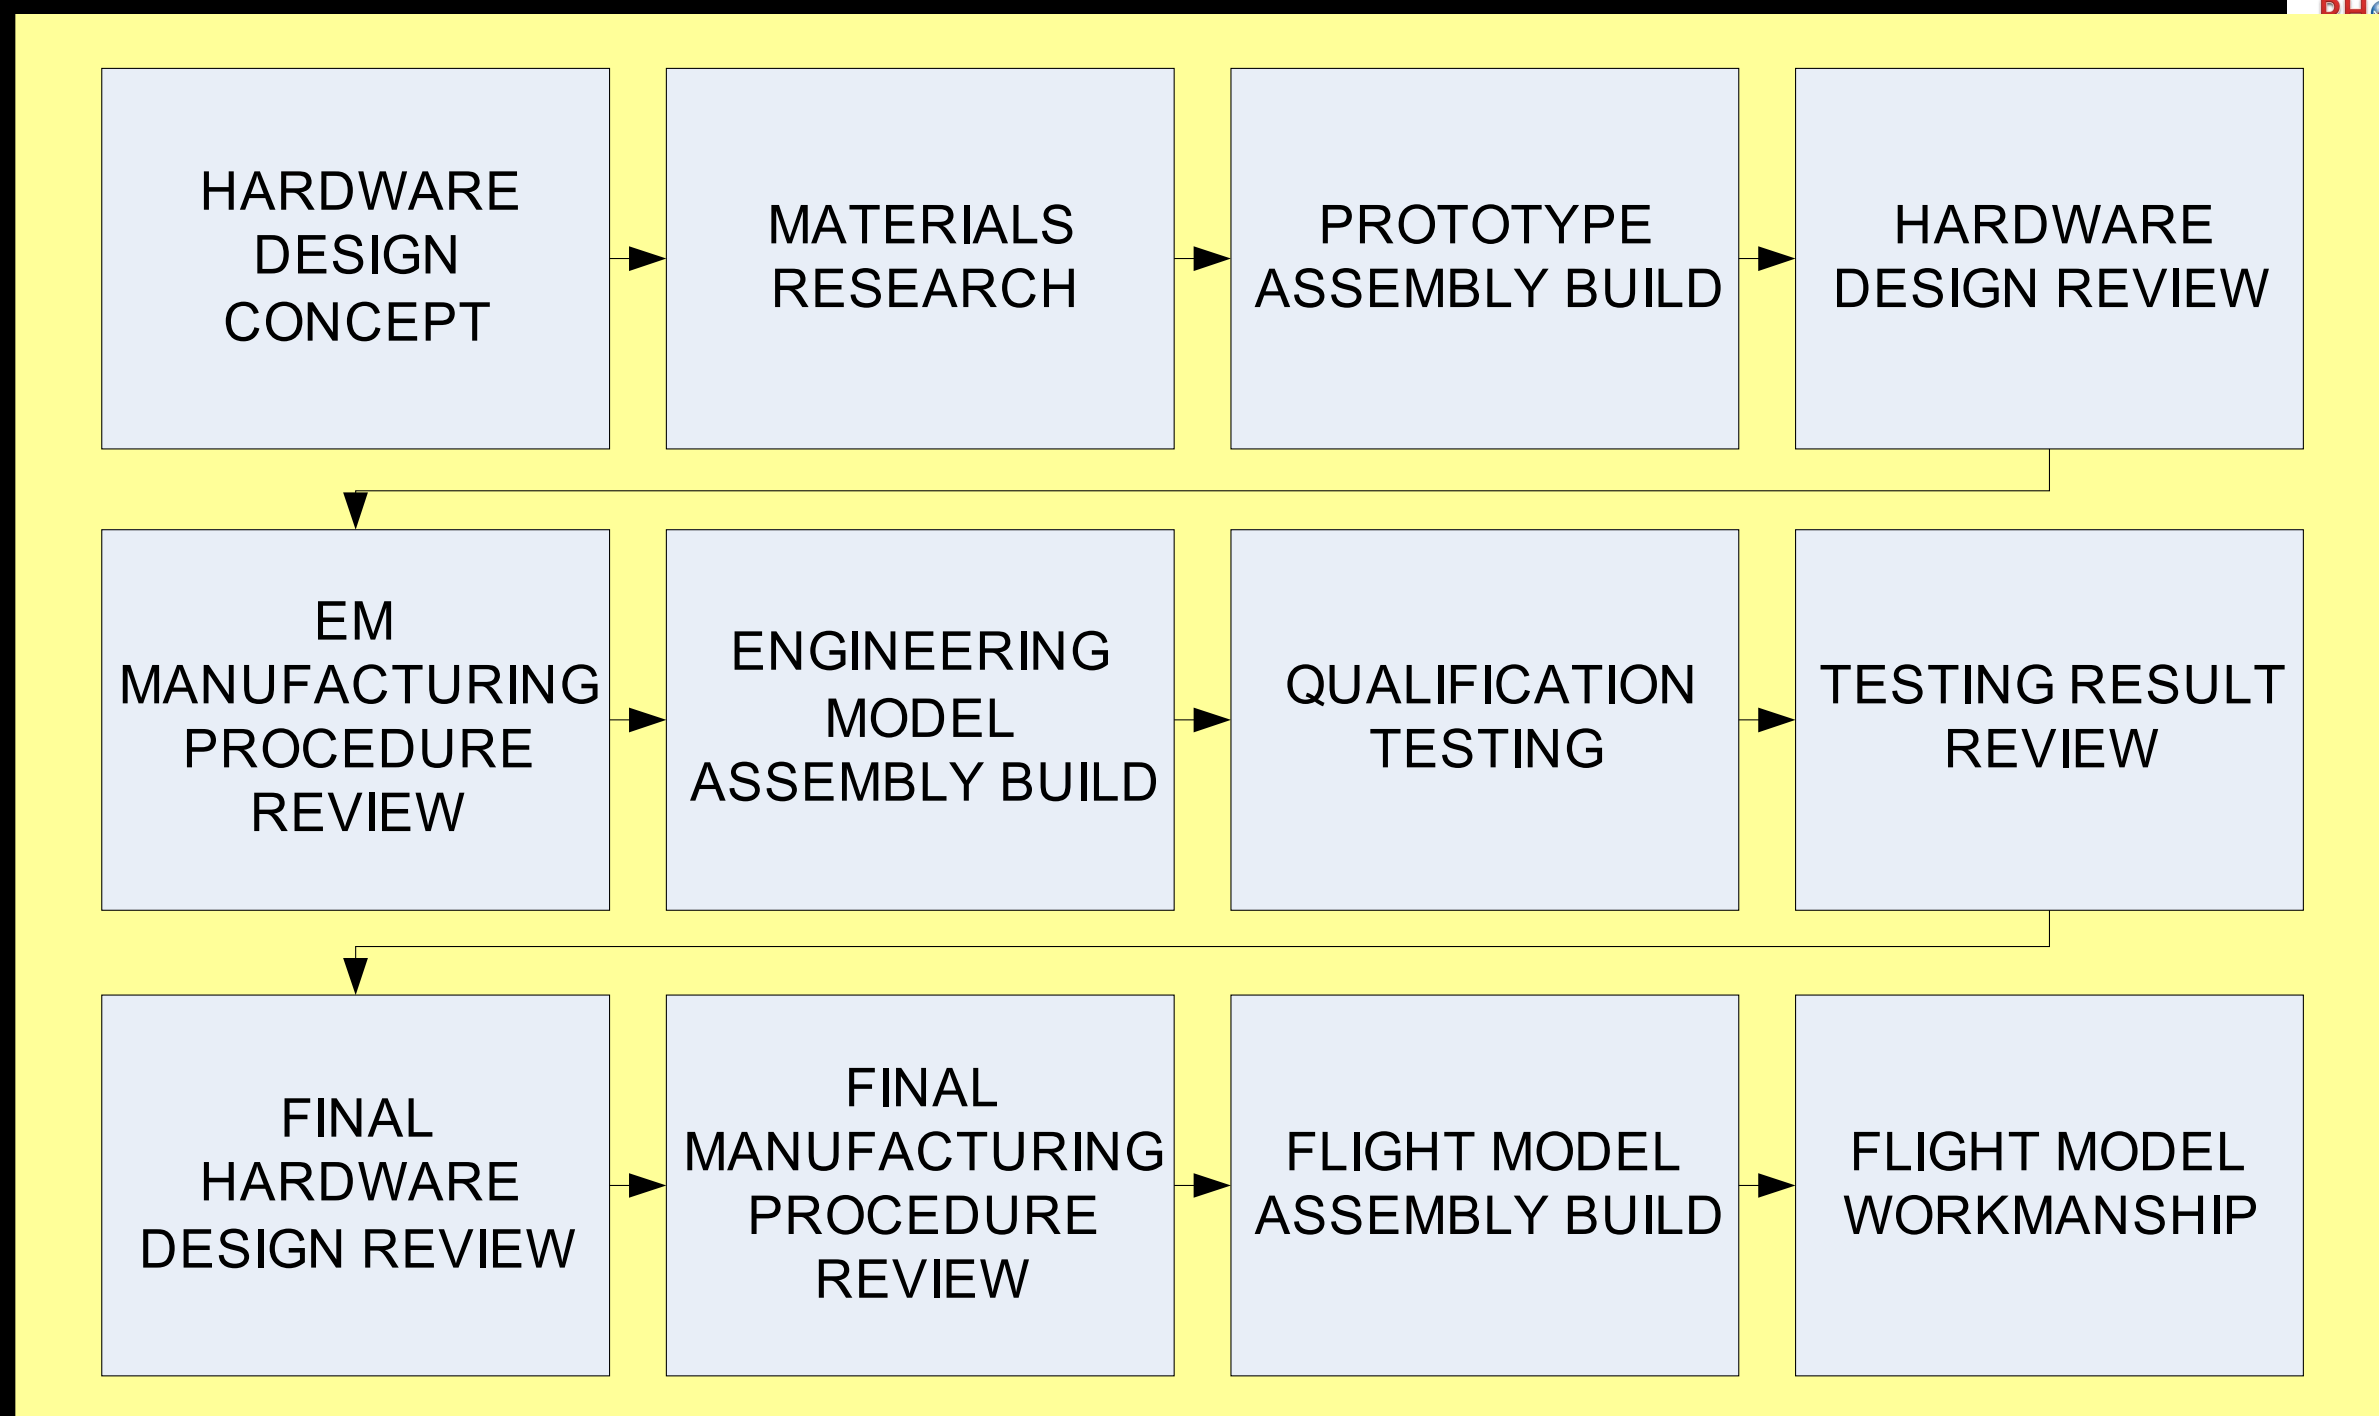 HARDWARE
DESIGN
CONCEPT
MATERIALS
RESEARCH
PROTOTYPE
ASSEMBLY BUILD
HARDWARE
DESIGN REVIEW
EM
MANUFACTURING
PROCEDURE
REVIEW
ENGINEERING
MODEL
ASSEMBLY BUILD
QUALIFICATION
TESTING
TESTING RESULT
REVIEW
FINAL
HARDWARE
DESIGN REVIEW
FINAL
MANUFACTURING
PROCEDURE
REVIEW
FLIGHT MODEL
ASSEMBLY BUILD
FLIGHT MODEL
WORKMANSHIP